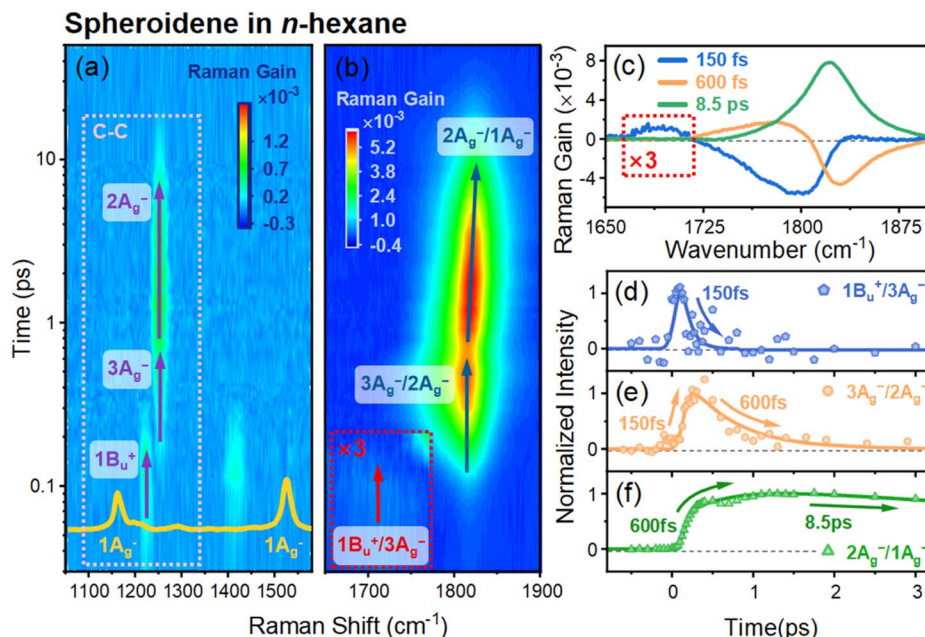 Spheroidene in n-hexane
(a)
Raman Gain
×10⁻³
1.7
1.2
0.7
0.2
-0.3
C-C
2Ag⁻
3Ag⁻
1Bu⁺
1Ag⁻
1Ag⁻
10
1
0.1
Time (ps)
1100 1200 1300 1400 1500
(b)
Raman Gain
×10⁻³
5.2
3.8
2.4
1.0
-0.4
2Ag⁻/1Ag⁻
3Ag⁻/2Ag⁻
×3
1Bu⁺/3Ag⁻
1700 1800 1900
Raman Shift (cm⁻¹)
(c)
150 fs
600 fs
8.5 ps
×3
8
4
0
-4
Raman Gain (×10⁻³)
1650 1725 1800 1875
Wavenumber (cm⁻¹)
(d)
150fs
1Bu⁺/3Ag⁻
1
0
(e)
150fs
600fs
3Ag⁻/2Ag⁻
1
0
(f)
600fs
8.5ps
2Ag⁻/1Ag⁻
1
0
Normalized Intensity
0 1 2 3
Time(ps)